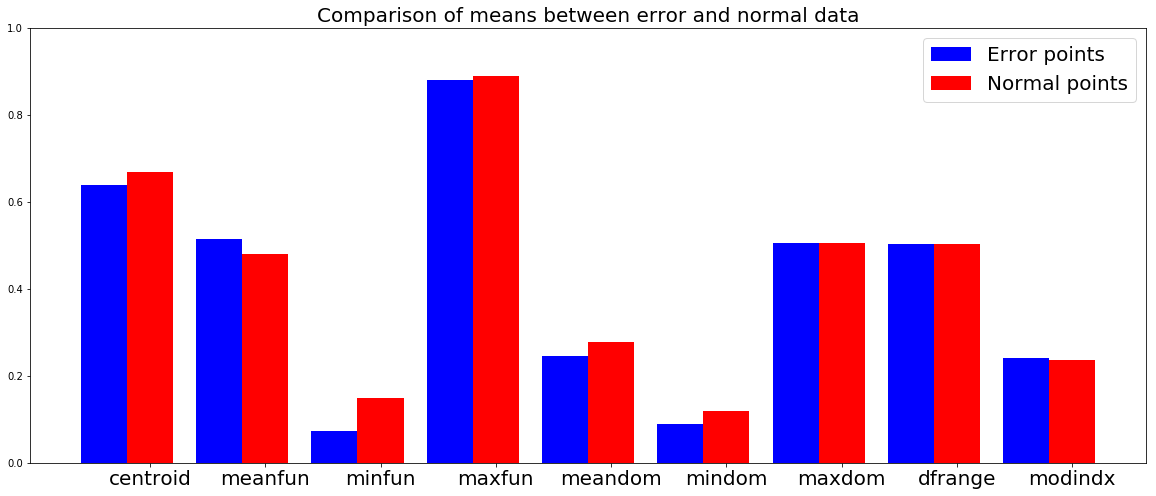 Comparison of means between error and normal data
1.0
Error points
Normal points
0.8
0.6
0.4
0.2
0.0
centroid meanfun minfun maxfun meandom mindom maxdom dfrange modindx